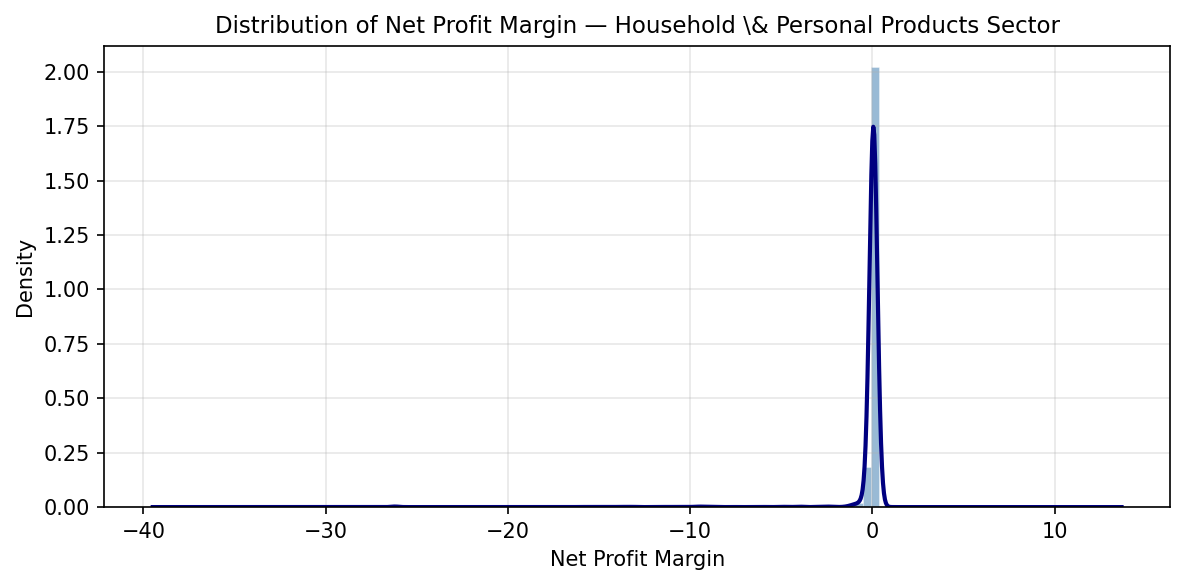 Distribution of Net Profit Margin — Household \& Personal Products Sector
2.00
1.75
1.50
1.25
1.00
0.75
0.50
0.25
0.00
Density
−40 −30 −20 −10 0 10
Net Profit Margin